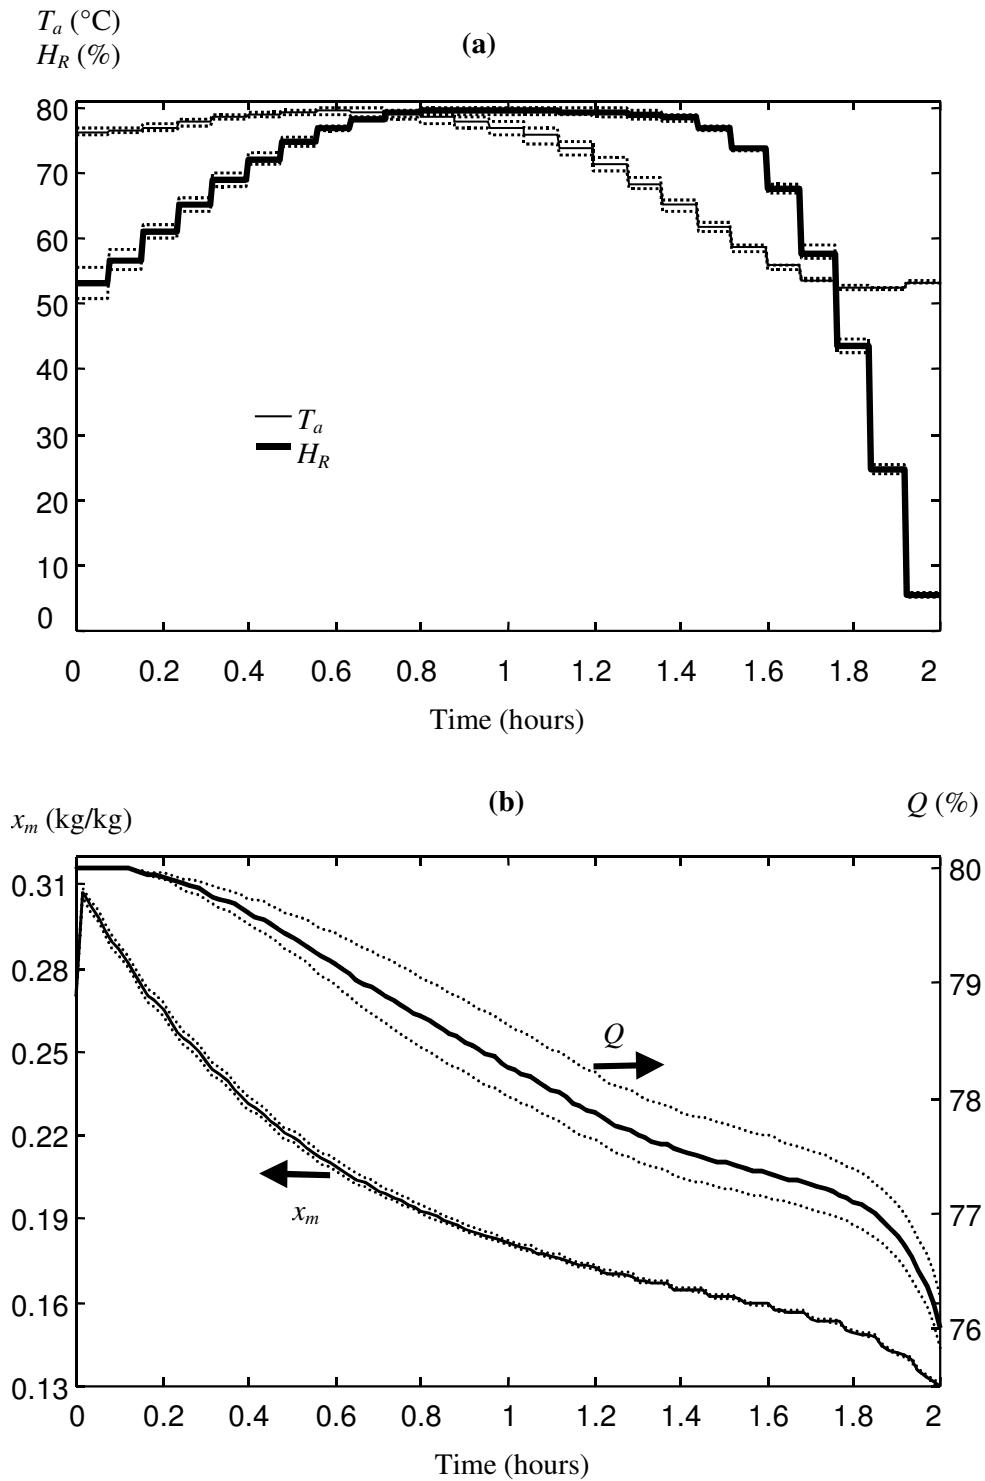 T_a (°C)
H_R (%)
(a)
80
70
60
50
40
30
20
10
0
T_a
H_R
0 0.2 0.4 0.6 0.8 1 1.2 1.4 1.6 1.8 2
Time (hours)
x_m (kg/kg)
(b)
Q (%)
0.31
0.28
0.25
0.22
0.19
0.16
0.13
80
79
78
77
76
Q
x_m
0 0.2 0.4 0.6 0.8 1 1.2 1.4 1.6 1.8 2
Time (hours)